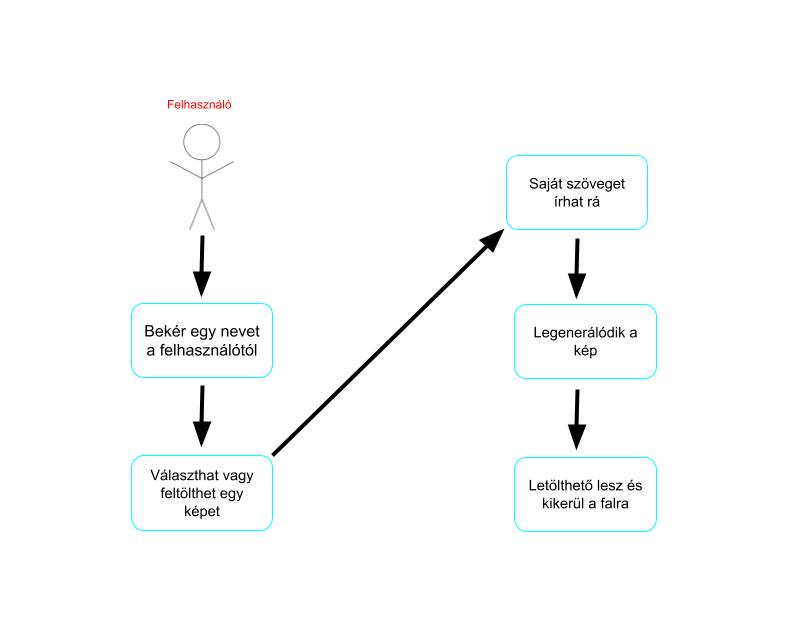 Felhasználó
Bekér egy nevet
a felhasználótól
Választhat vagy
feltölthet egy
képet
Saját szöveget
írhat rá
Legenerálódik a
kép
Letölthető lesz és
kikerül a falra